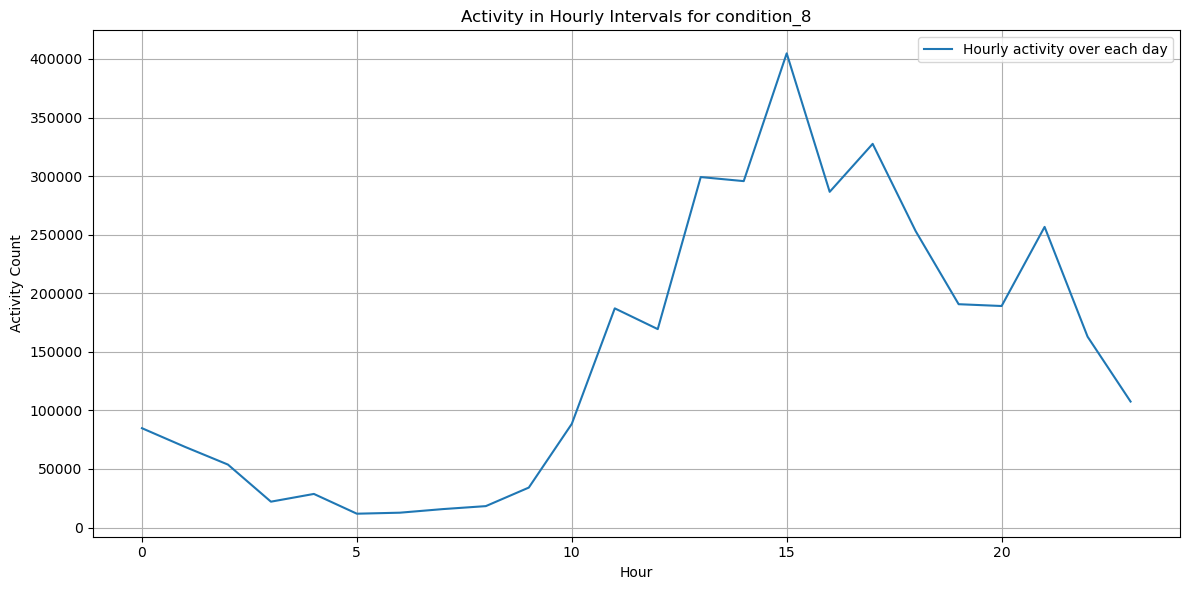 Activity in Hourly Intervals for condition_8
Hourly activity over each day
400000
350000
300000
250000
200000
150000
100000
50000
0
Activity Count
0 5 10 15 20
Hour